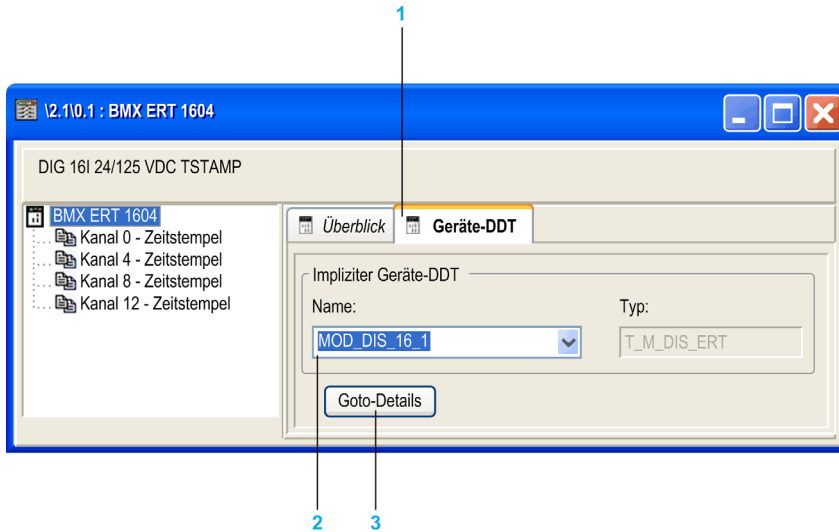 1
\2.1\0.1 : BMX ERT 1604
DIG 16I 24/125 VDC TSTAMP
BMX ERT 1604
Kanal 0 - Zeitstempel
Kanal 4 - Zeitstempel
Kanal 8 - Zeitstempel
Kanal 12 - Zeitstempel
Überblick
Geräte-DDT
Impliziter Geräte-DDT
Name:
Typ:
MOD_DIS_16_1
T_M_DIS_ERT
Goto-Details
2
3